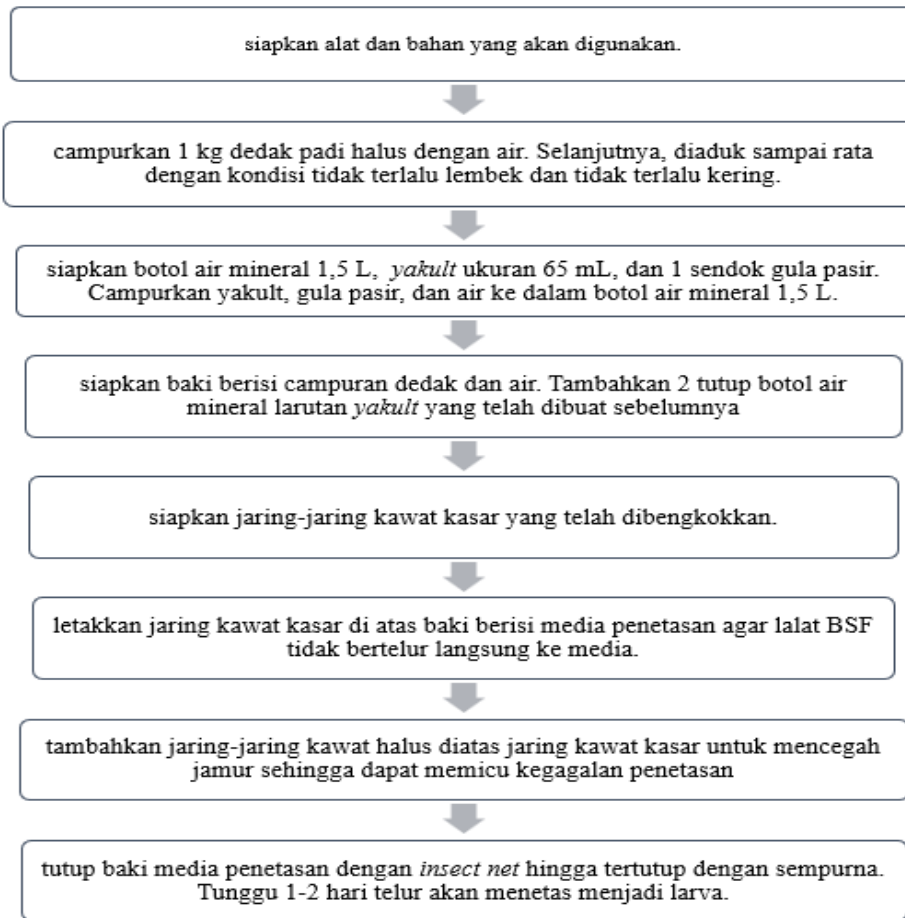 siapkan alat dan bahan yang akan digunakan.
campurkan 1 kg dedak padi halus dengan air. Selanjutnya, diaduk sampai rata
dengan kondisi tidak terlalu lembek dan tidak terlalu kering.
siapkan botol air mineral 1,5 L, yakult ukuran 65 mL, dan 1 sendok gula pasir.
Campurkan yakult, gula pasir, dan air ke dalam botol air mineral 1,5 L.
siapkan baki berisi campuran dedak dan air. Tambahkan 2 tutup botol air
mineral larutan yakult yang telah dibuat sebelumnya
siapkan jaring-jaring kawat kasar yang telah dibengkokkan.
letakkan jaring kawat kasar di atas baki berisi media penetasan agar lalat BSF
tidak bertelur langsung ke media.
tambahkan jaring-jaring kawat halus diatas jaring kawat kasar untuk mencegah
jamur sehingga dapat memicu kegagalan penetasan
tutup baki media penetasan dengan insect net hingga tertutup dengan sempurna.
Tunggu 1-2 hari telur akan menetas menjadi larva.